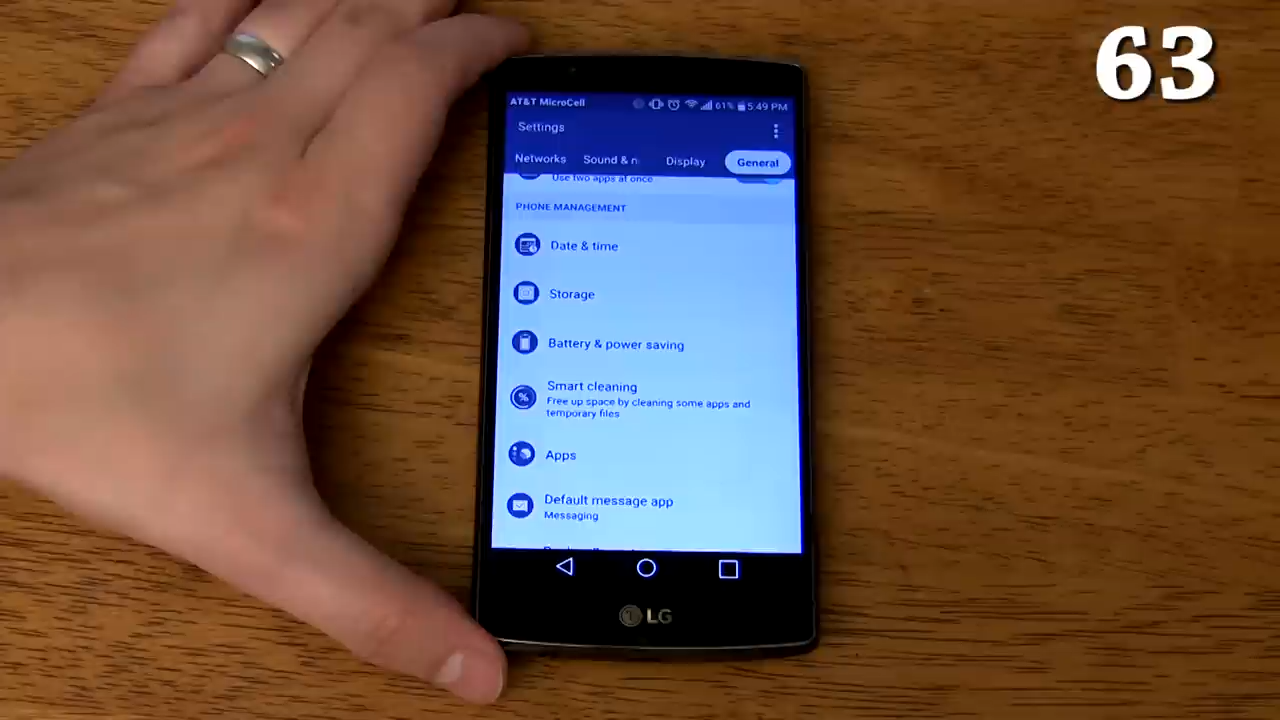 63
AT&T MicroCell 61% 5:49 PM
Settings
Networks Sound & n Display General
Use two apps at once
PHONE MANAGEMENT
Date & time
Storage
Battery & power saving
Smart cleaning
Free up space by cleaning some apps and
temporary files
Apps
Default message app
Messaging
LG